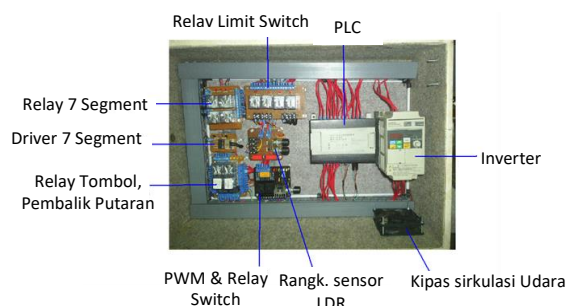 Relav Limit Switch
PLC
Relay 7 Segment
Driver 7 Segment
Inverter
Relay Tombol,
Pembalik Putaran
PWM & Relay
Switch
Rangk. sensor
LDR
Kipas sirkulasi Udara